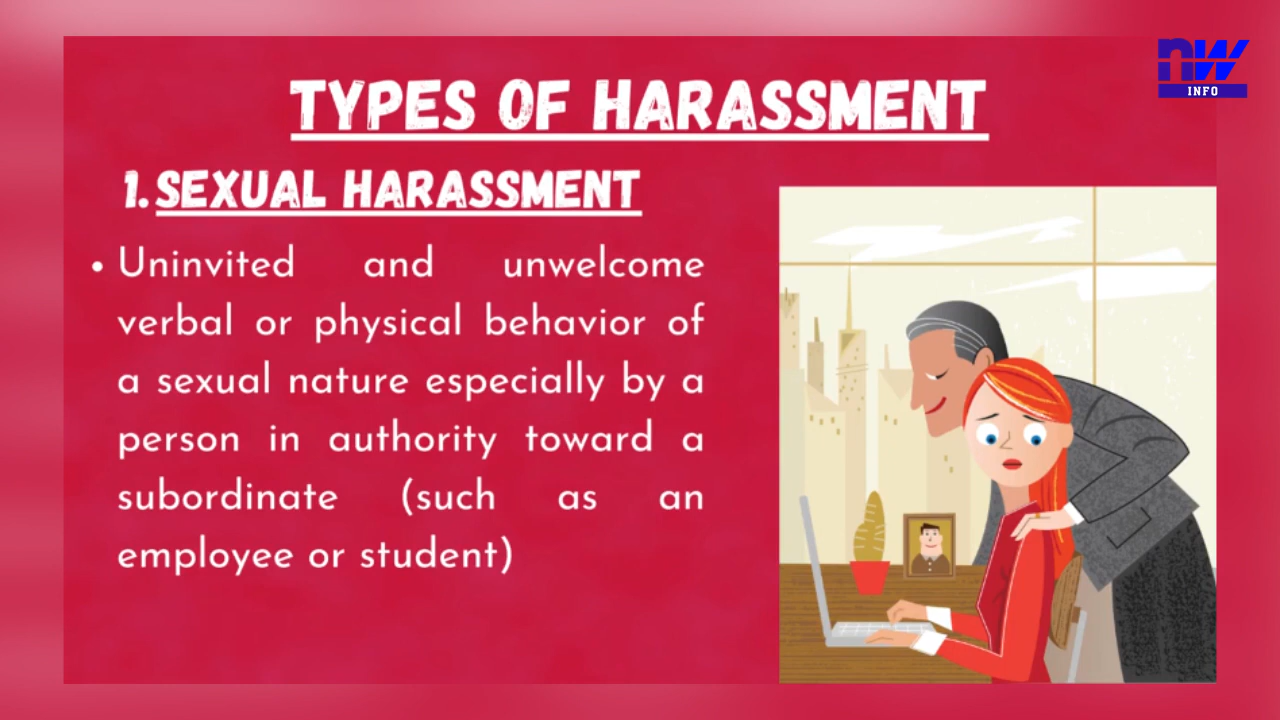 nw
INFO
TYPES OF HARASSMENT
1. SEXUAL HARASSMENT
• Uninvited and unwelcome
verbal or physical behavior of
a sexual nature especially by a
person in authority toward a
subordinate (such as an
employee or student)